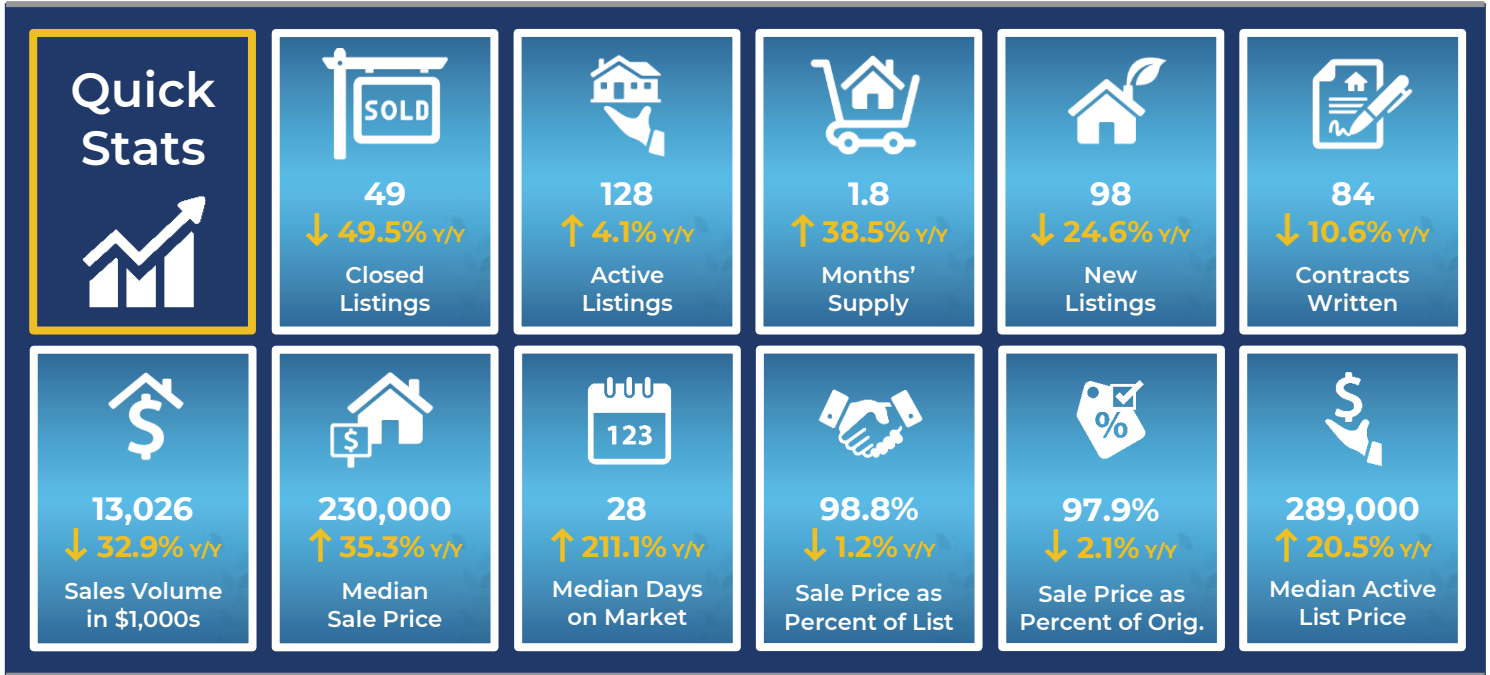 Quick
Stats
SOLD
49
↓ 49.5% Y/Y
Closed
Listings
128
↑ 4.1% Y/Y
Active
Listings
1.8
↑ 38.5% Y/Y
Months’
Supply
98
↓ 24.6% Y/Y
New
Listings
84
↓ 10.6% Y/Y
Contracts
Written
$
13,026
↓ 32.9% Y/Y
Sales Volume
in $1,000s
$
230,000
↑ 35.3% Y/Y
Median
Sale Price
123
28
↑ 211.1% Y/Y
Median Days
on Market
98.8%
↓ 1.2% Y/Y
Sale Price as
Percent of List
%
97.9%
↓ 2.1% Y/Y
Sale Price as
Percent of Orig.
$
289,000
↑ 20.5% Y/Y
Median Active
List Price